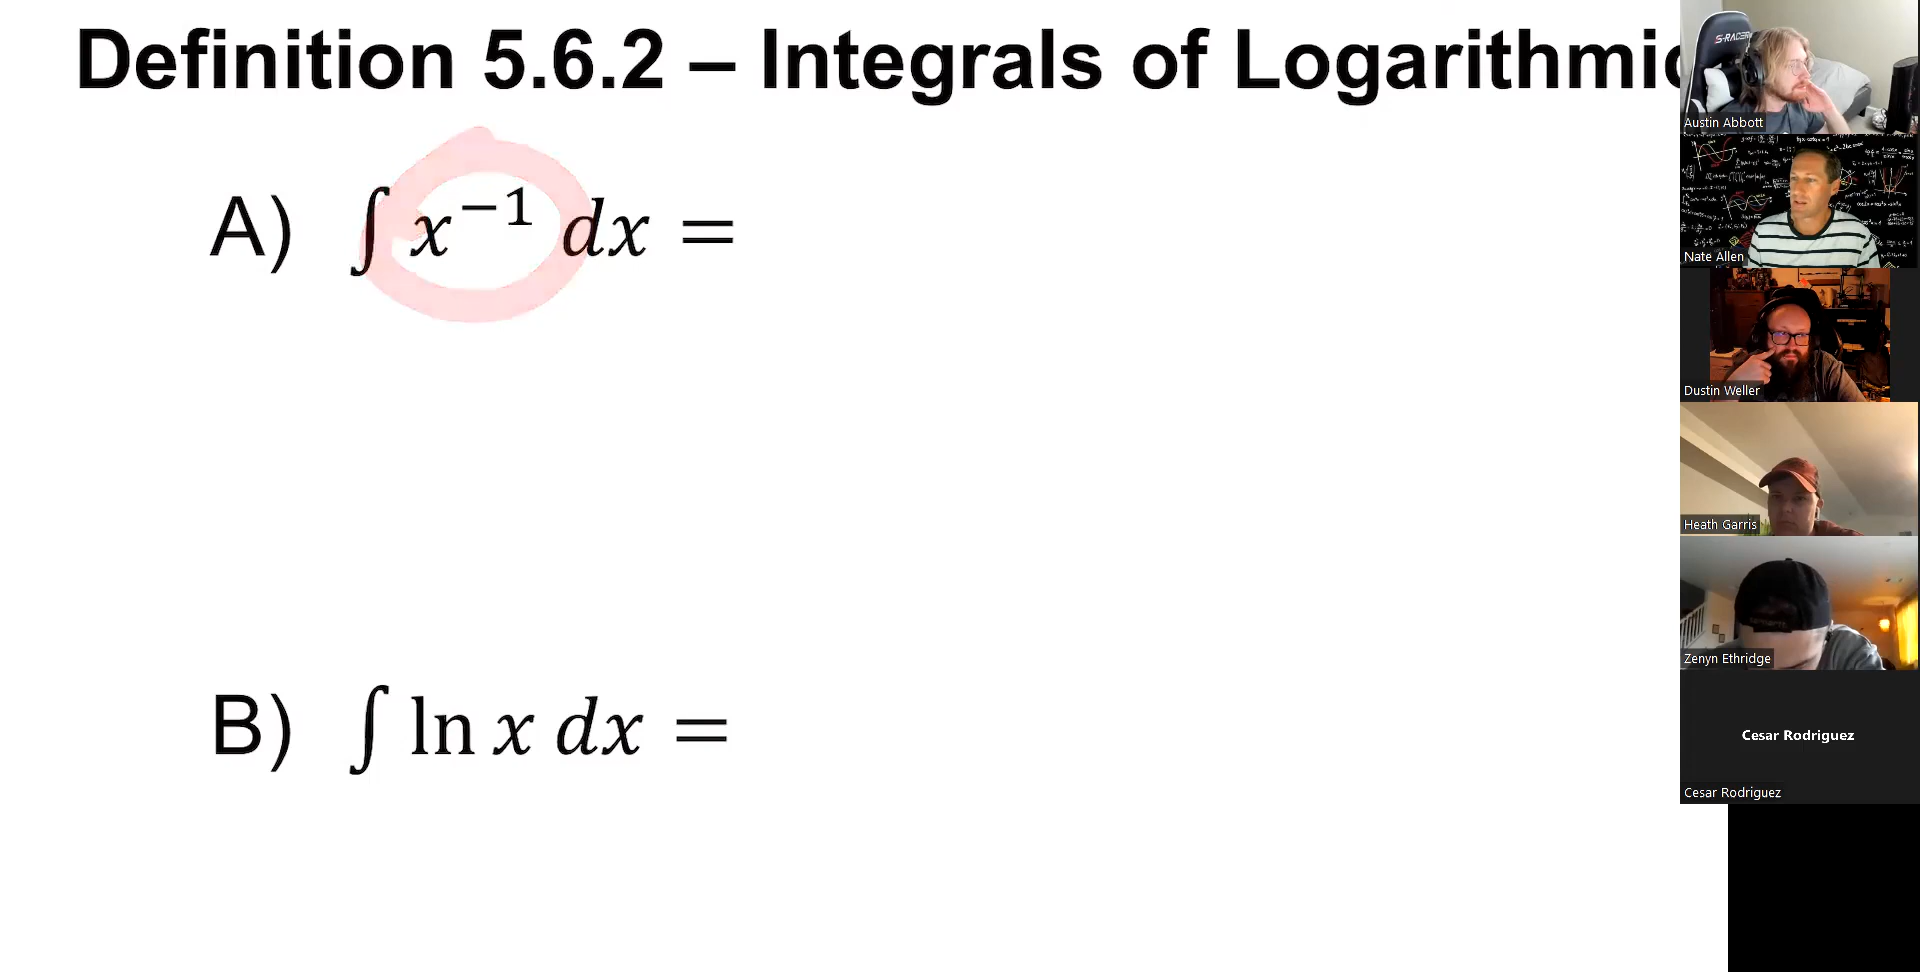 Definition 5.6.2 – Integrals of Logarithmic
A) ∫ x⁻¹ dx =
B) ∫ ln x dx =
S-RACER
Austin Abbott
Nate Allen
Dustin Weller
Heath Garris
Zenyn Ethridge
Cesar Rodriguez
Cesar Rodriguez